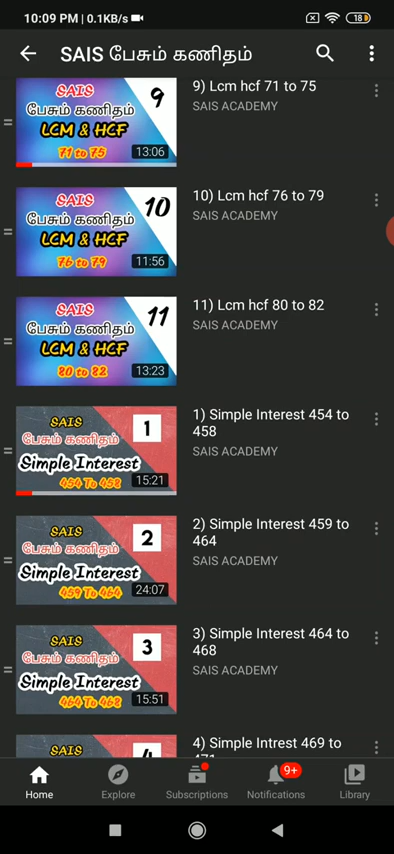 10:09 PM | 0.1KB/s
18
SAIS பேசும் கணிதம்
SAIS
9
பேசும் கணிதம்
LCM & HCF
71 to 75
13:06
9) Lcm hcf 71 to 75
SAIS ACADEMY
SAIS
10
பேசும் கணிதம்
LCM & HCF
76 to 79
11:56
10) Lcm hcf 76 to 79
SAIS ACADEMY
SAIS
11
பேசும் கணிதம்
LCM & HCF
80 to 82
13:23
11) Lcm hcf 80 to 82
SAIS ACADEMY
SAIS
1
பேசும் கணிதம்
Simple Interest
454 To 458
15:21
1) Simple Interest 454 to
458
SAIS ACADEMY
SAIS
2
பேசும் கணிதம்
Simple Interest
459 to 464
24:07
2) Simple Interest 459 to
464
SAIS ACADEMY
SAIS
3
பேசும் கணிதம்
Simple Interest
464 To 468
15:51
3) Simple Interest 464 to
468
SAIS ACADEMY
SAIS
4
4) Simple Intrest 469 to
471
Home
Explore
Subscriptions
9+
Notifications
Library